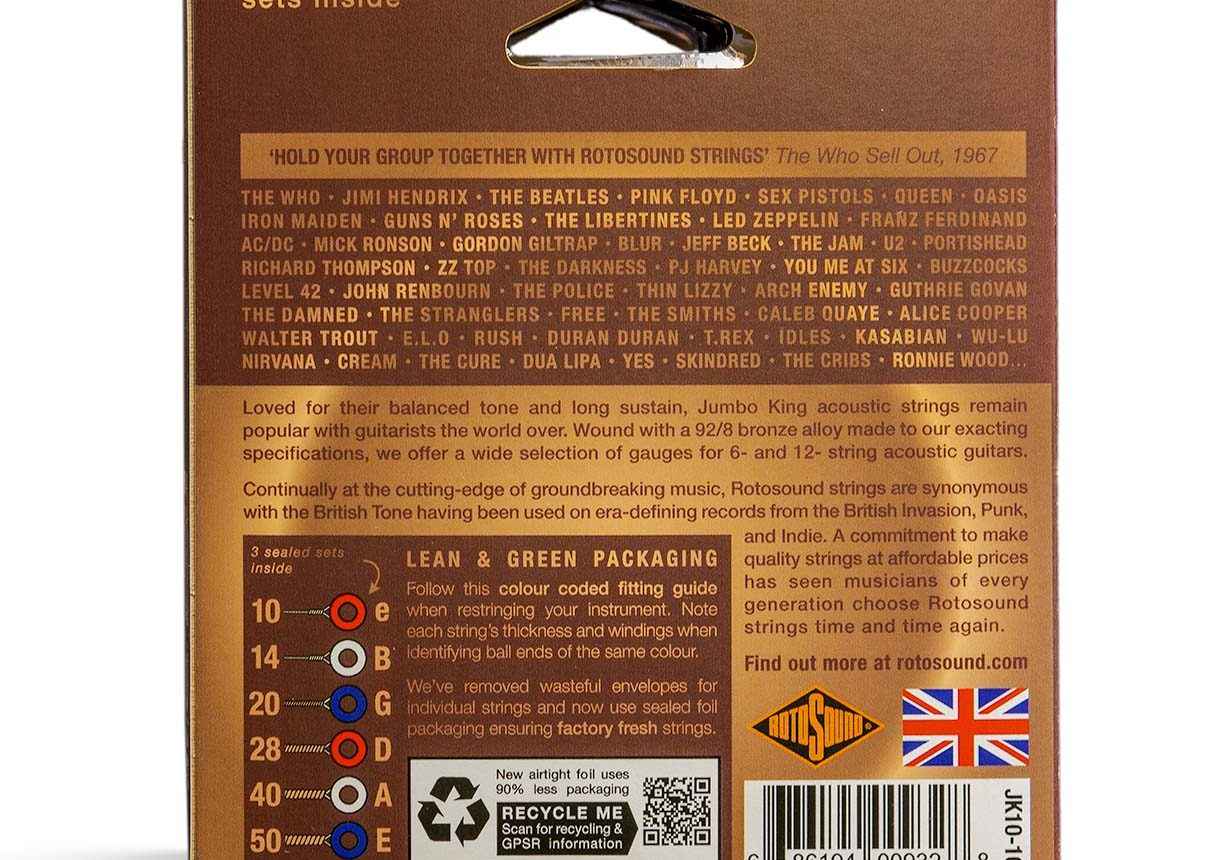 sets inside
'HOLD YOUR GROUP TOGETHER WITH ROTOSOUND STRINGS' The Who Sell Out, 1967
THE WHO • JIMI HENDRIX • THE BEATLES • PINK FLOYD • SEX PISTOLS • QUEEN • OASIS
IRON MAIDEN • GUNS N' ROSES • THE LIBERTINES • LED ZEPPELIN • FRANZ FERDINAND
AC/DC • MICK RONSON • GORDON GILTRAP • BLUR • JEFF BECK • THE JAM • U2 • PORTISHEAD
RICHARD THOMPSON • ZZ TOP • THE DARKNESS • PJ HARVEY • YOU ME AT SIX • BUZZCOCKS
LEVEL 42 • JOHN RENBOURN • THE POLICE • THIN LIZZY • ARCH ENEMY • GUTHRIE GOVAN
THE DAMNED • THE STRANGLERS • FREE • THE SMITHS • CALEB QUAYE • ALICE COOPER
WALTER TROUT • E.L.O • RUSH • DURAN DURAN • T.REX • IDLES • KASABIAN • WU-LU
NIRVANA • CREAM • THE CURE • DUA LIPA • YES • SKINDRED • THE CRIBS • RONNIE WOOD...
Loved for their balanced tone and long sustain, Jumbo King acoustic strings remain
popular with guitarists the world over. Wound with a 92/8 bronze alloy made to our exacting
specifications, we offer a wide selection of gauges for 6- and 12- string acoustic guitars.
Continually at the cutting-edge of groundbreaking music, Rotosound strings are synonymous
with the British Tone having been used on era-defining records from the British Invasion, Punk,
and Indie. A commitment to make
quality strings at affordable prices
has seen musicians of every
generation choose Rotosound
strings time and time again.
Find out more at rotosound.com
3 sealed sets
inside
10 e
14 B
20 G
28 D
40 A
50 E
LEAN & GREEN PACKAGING
Follow this colour coded fitting guide
when restringing your instrument. Note
each string's thickness and windings when
identifying ball ends of the same colour.
We've removed wasteful envelopes for
individual strings and now use sealed foil
packaging ensuring factory fresh strings.
New airtight foil uses
90% less packaging
RECYCLE ME
Scan for recycling &
GPSR information
ROTOSOUND